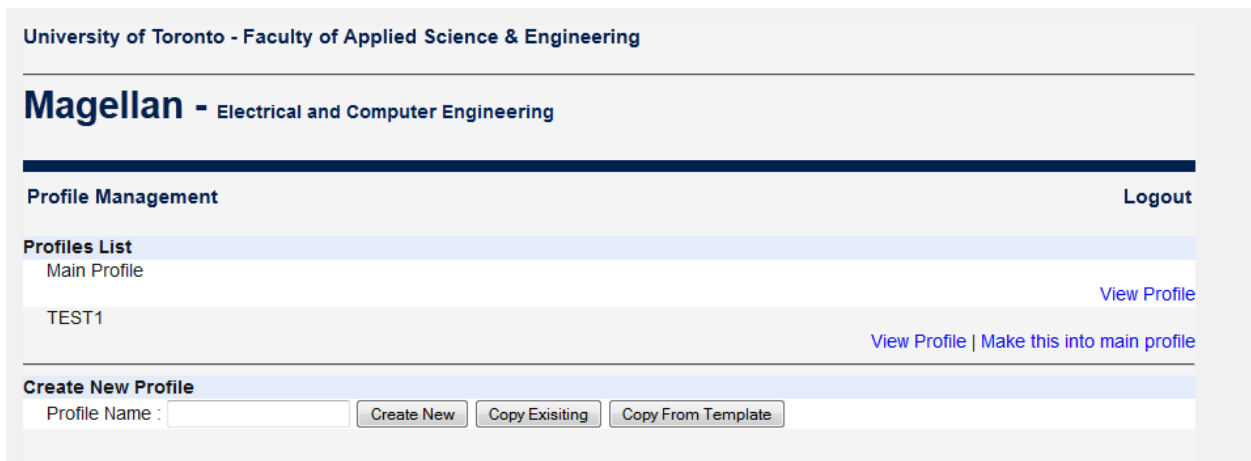 University of Toronto - Faculty of Applied Science & Engineering
Magellan - Electrical and Computer Engineering
Profile Management Logout
Profiles List
Main Profile
View Profile
TEST1
View Profile | Make this into main profile
Create New Profile
Profile Name : Create New Copy Exisiting Copy From Template